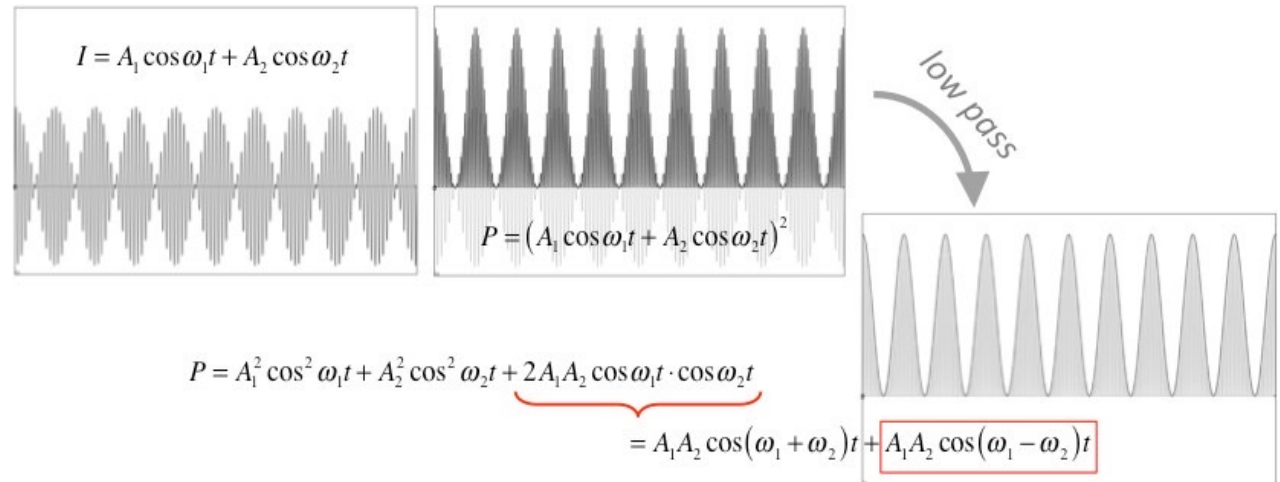 I = A₁ cos ω₁t + A₂ cos ω₂t
P = (A₁ cos ω₁t + A₂ cos ω₂t)²
low pass
P = A₁² cos² ω₁t + A₂² cos² ω₂t + 2A₁A₂ cos ω₁t · cos ω₂t
= A₁A₂ cos(ω₁ + ω₂)t + A₁A₂ cos(ω₁ − ω₂)t